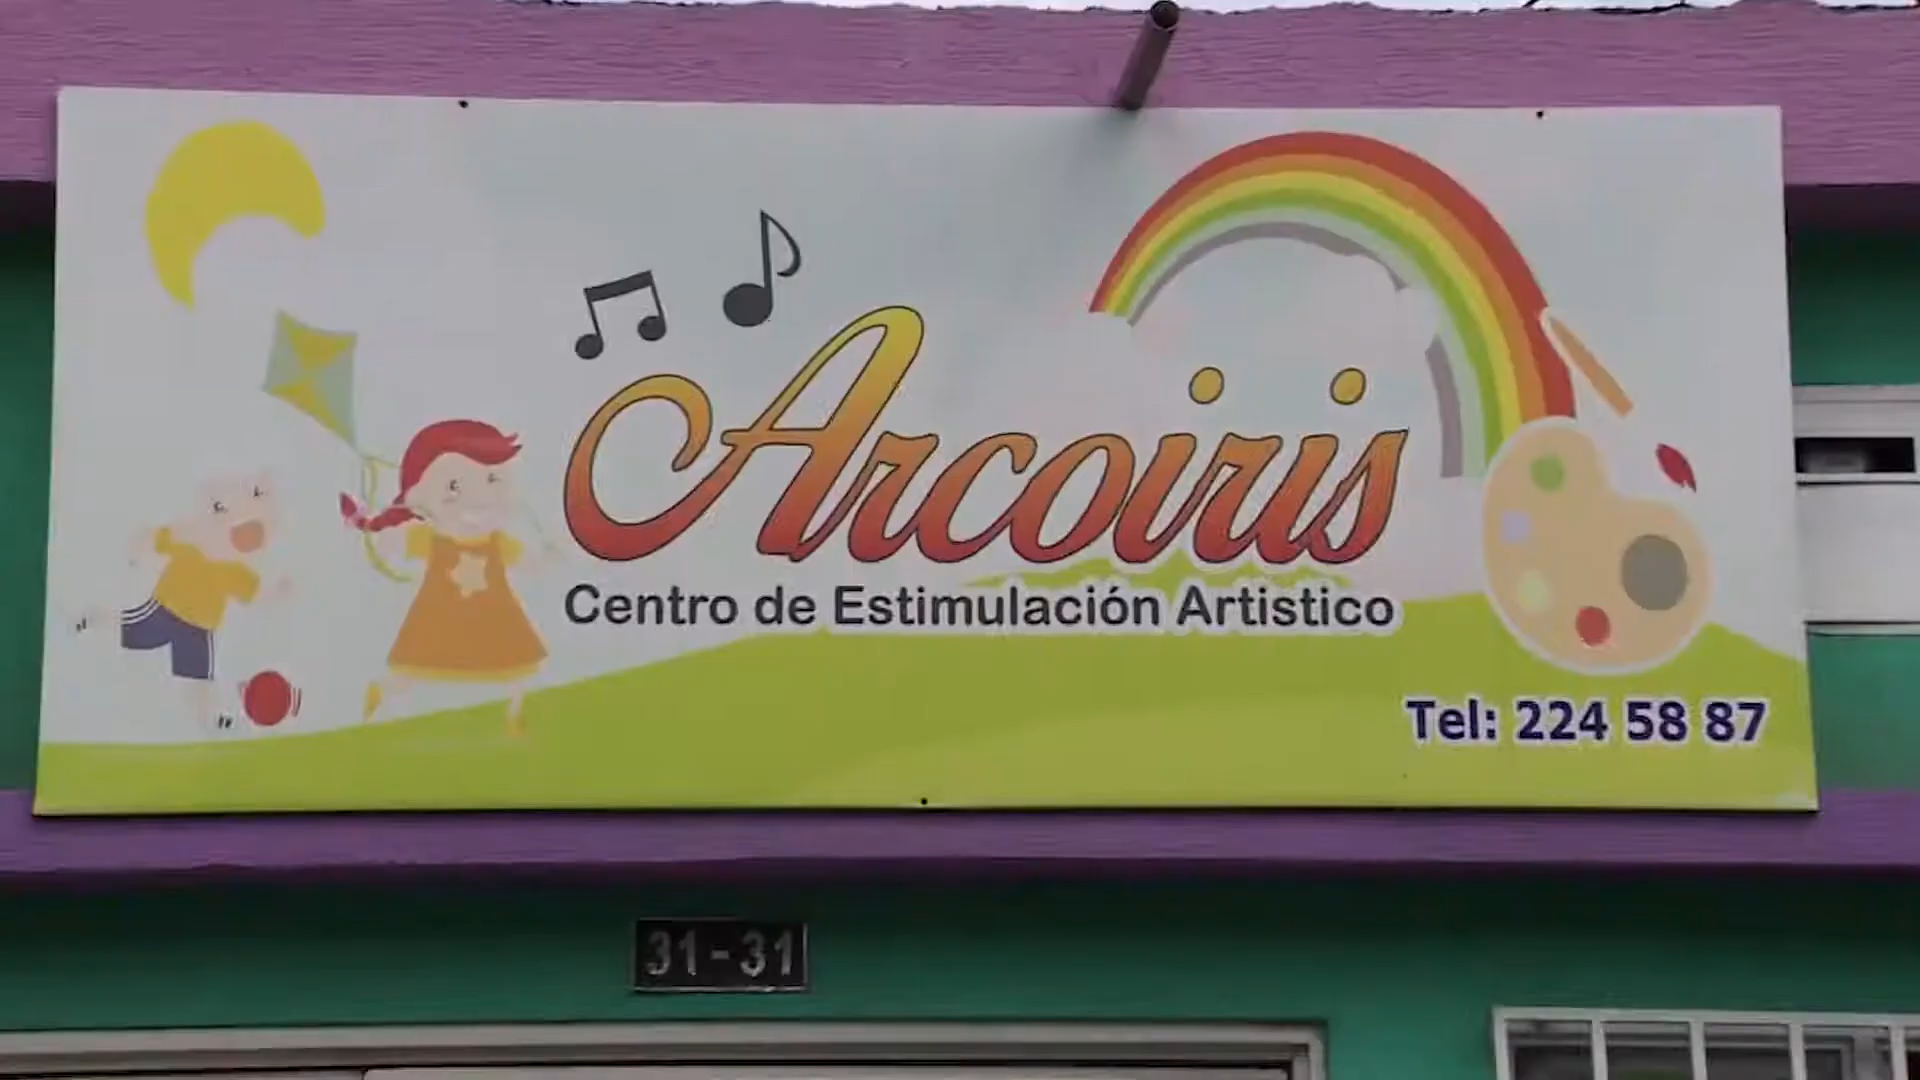 Arcoiris
Centro de Estimulación Artistico
Tel: 224 58 87
31-31